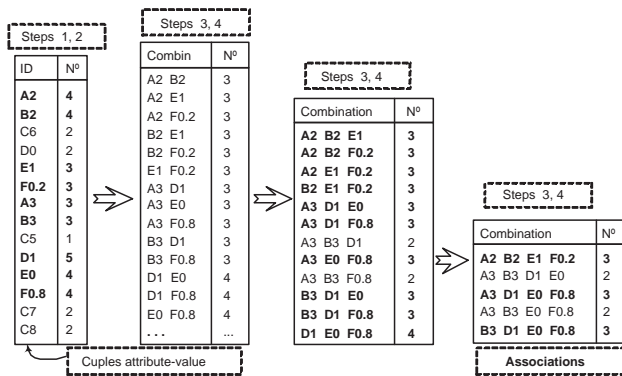 Steps 1, 2
ID Nº
A2 4
B2 4
C6 2
D0 2
E1 3
F0.2 3
A3 3
B3 3
C5 1
D1 5
E0 4
F0.8 4
C7 2
C8 2
Cuples attribute-value
Steps 3, 4
Combin Nº
A2 B2 3
A2 E1 3
A2 F0.2 3
B2 E1 3
B2 F0.2 3
E1 F0.2 3
A3 D1 3
A3 E0 3
A3 F0.8 3
B3 D1 3
B3 F0.8 3
D1 E0 4
D1 F0.8 4
E0 F0.8 4
... ...
Steps 3, 4
Combination Nº
A2 B2 E1 3
A2 B2 F0.2 3
A2 E1 F0.2 3
B2 E1 F0.2 3
A3 D1 E0 3
A3 D1 F0.8 3
A3 B3 D1 2
A3 E0 F0.8 3
A3 B3 F0.8 2
B3 D1 E0 3
B3 D1 F0.8 3
D1 E0 F0.8 4
Steps 3, 4
Combination Nº
A2 B2 E1 F0.2 3
A3 B3 D1 E0 2
A3 D1 E0 F0.8 3
A3 B3 E0 F0.8 2
B3 D1 E0 F0.8 3
Associations